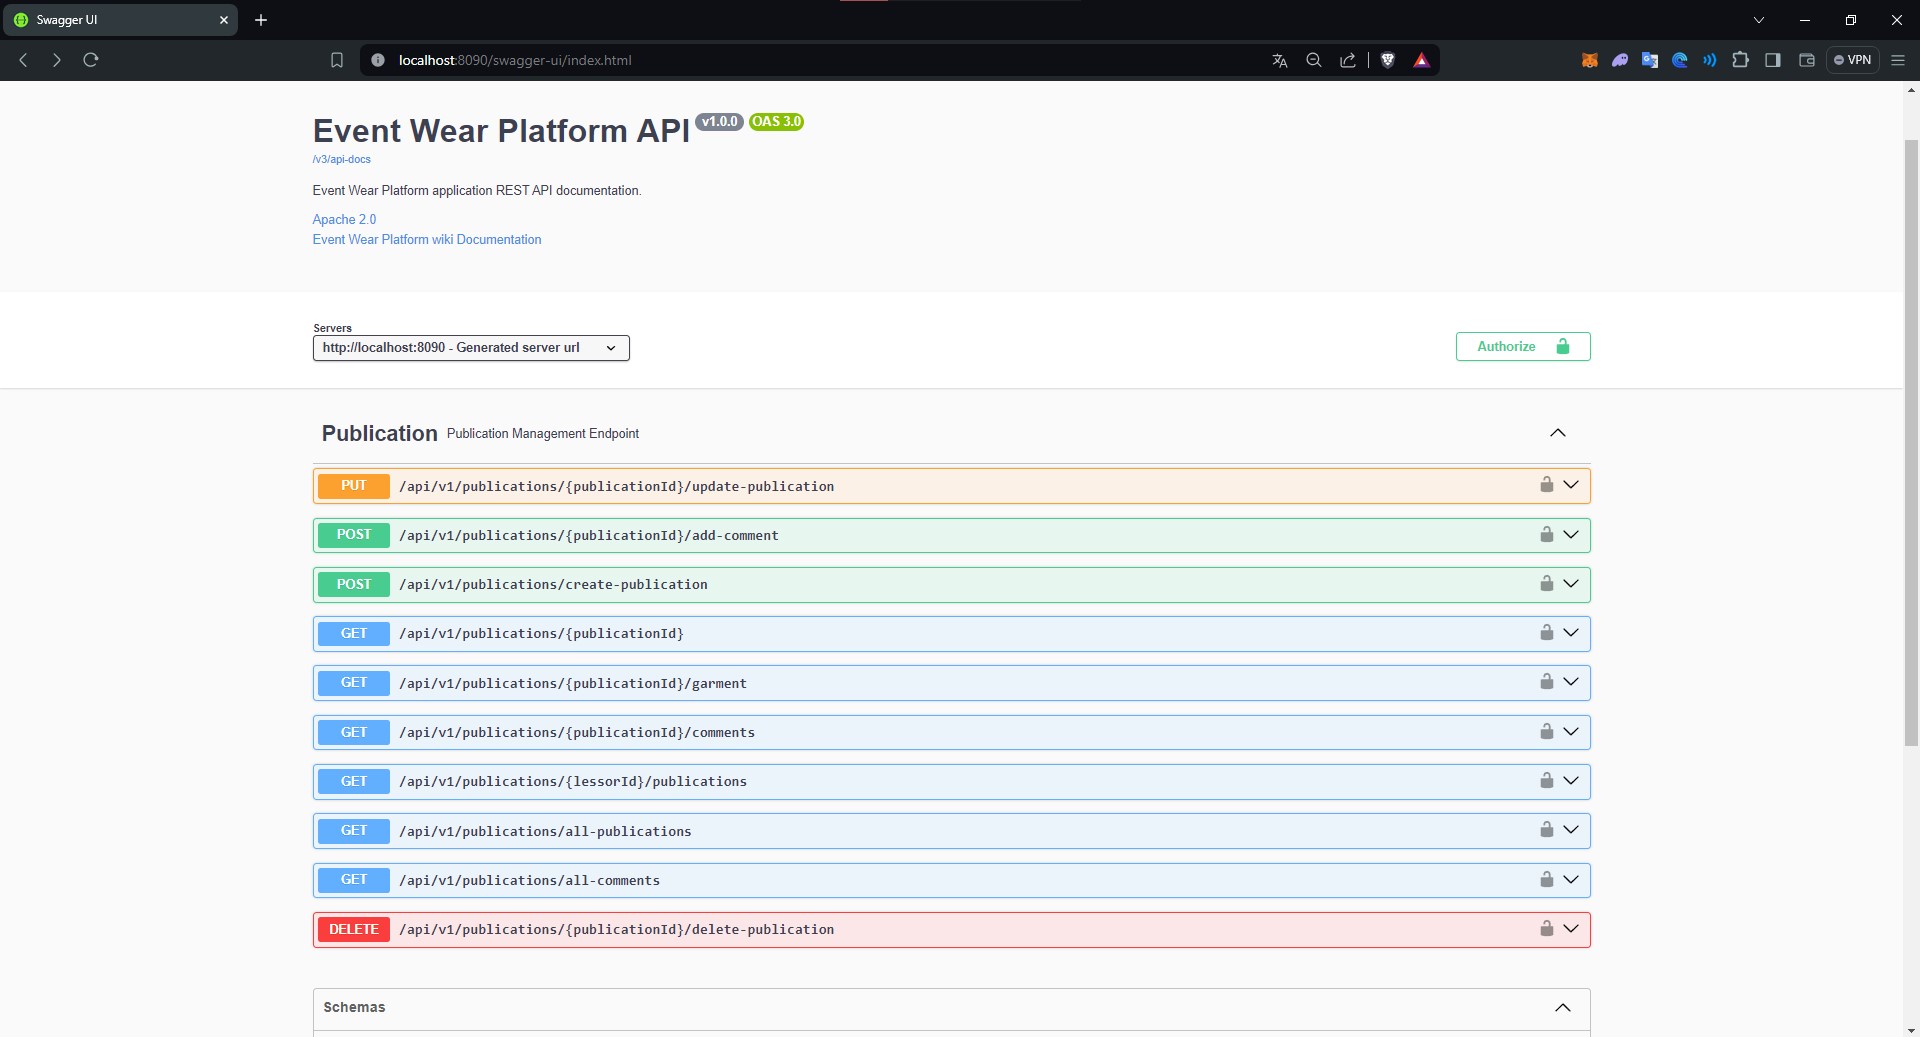 Swagger UI
localhost:8090/swagger-ui/index.html
VPN
Event Wear Platform API v1.0.0 OAS 3.0
/v3/api-docs
Event Wear Platform application REST API documentation.
Apache 2.0
Event Wear Platform wiki Documentation
Servers
http://localhost:8090 - Generated server url
Authorize
Publication Publication Management Endpoint
PUT /api/v1/publications/{publicationId}/update-publication
POST /api/v1/publications/{publicationId}/add-comment
POST /api/v1/publications/create-publication
GET /api/v1/publications/{publicationId}
GET /api/v1/publications/{publicationId}/garment
GET /api/v1/publications/{publicationId}/comments
GET /api/v1/publications/{lessorId}/publications
GET /api/v1/publications/all-publications
GET /api/v1/publications/all-comments
DELETE /api/v1/publications/{publicationId}/delete-publication
Schemas